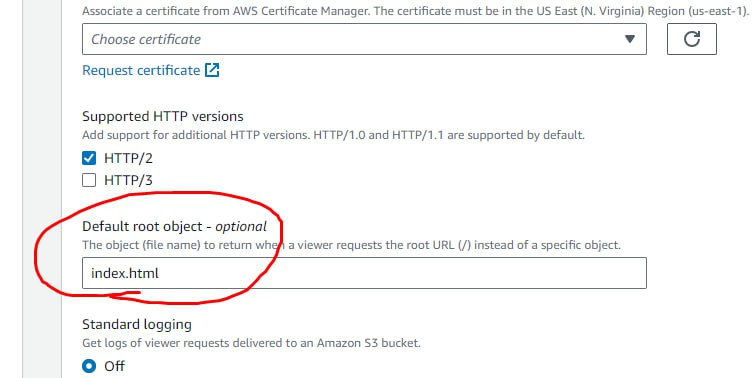 Associate a certificate from AWS Certificate Manager. The certificate must be in the US East (N. Virginia) Region (us-east-1).
Choose certificate
Request certificate
Supported HTTP versions
Add support for additional HTTP versions. HTTP/1.0 and HTTP/1.1 are supported by default.
HTTP/2
HTTP/3
Default root object - optional
The object (file name) to return when a viewer requests the root URL (/) instead of a specific object.
index.html
Standard logging
Get logs of viewer requests delivered to an Amazon S3 bucket.
Off